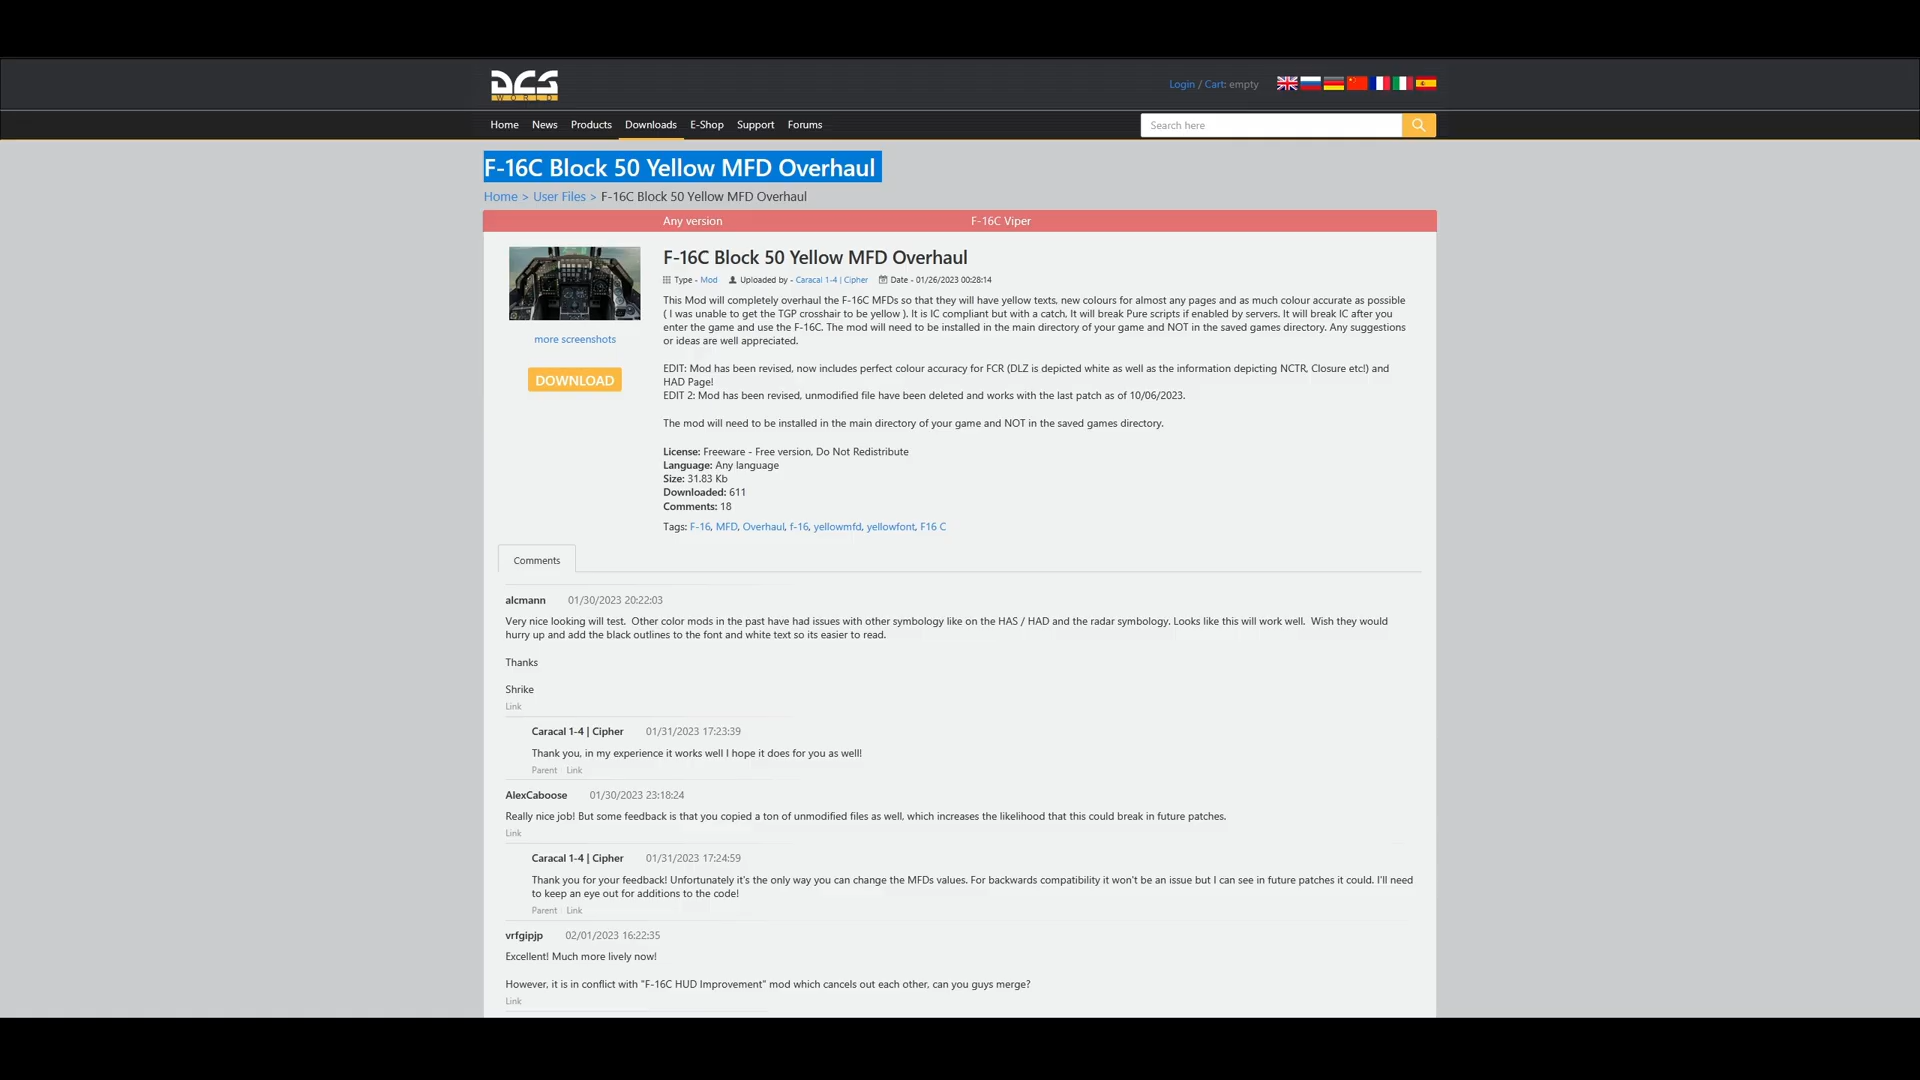 DCS
WORLD
Login / Cart: empty
Home News Products Downloads E-Shop Support Forums
Search here
F-16C Block 50 Yellow MFD Overhaul
Home > User Files > F-16C Block 50 Yellow MFD Overhaul
Any version F-16C Viper
F-16C Block 50 Yellow MFD Overhaul
Type - Mod Uploaded by - Caracal 1-4 | Cipher Date - 01/26/2023 00:28:14
This Mod will completely overhaul the F-16C MFDs so that they will have yellow texts, new colours for almost any pages and as much colour accurate as possible
( I was unable to get the TGP crosshair to be yellow ). It is IC compliant but with a catch, It will break Pure scripts if enabled by servers. It will break IC after you
enter the game and use the F-16C. The mod will need to be installed in the main directory of your game and NOT in the saved games directory. Any suggestions
or ideas are well appreciated.
more screenshots
DOWNLOAD
EDIT: Mod has been revised, now includes perfect colour accuracy for FCR (DLZ is depicted white as well as the information depicting NCTR, Closure etc!) and
HAD Page!
EDIT 2: Mod has been revised, unmodified file have been deleted and works with the last patch as of 10/06/2023.
The mod will need to be installed in the main directory of your game and NOT in the saved games directory.
License: Freeware - Free version, Do Not Redistribute
Language: Any language
Size: 31.83 Kb
Downloaded: 611
Comments: 18
Tags: F-16, MFD, Overhaul, f-16, yellowmfd, yellowfont, F16 C
Comments
alcmann 01/30/2023 20:22:03
Very nice looking will test.  Other color mods in the past have had issues with other symbology like on the HAS / HAD and the radar symbology. Looks like this will work well.  Wish they would
hurry up and add the black outlines to the font and white text so its easier to read.
Thanks
Shrike
Link
Caracal 1-4 | Cipher 01/31/2023 17:23:39
Thank you, in my experience it works well I hope it does for you as well!
Parent Link
AlexCaboose 01/30/2023 23:18:24
Really nice job! But some feedback is that you copied a ton of unmodified files as well, which increases the likelihood that this could break in future patches.
Link
Caracal 1-4 | Cipher 01/31/2023 17:24:59
Thank you for your feedback! Unfortunately it's the only way you can change the MFDs values. For backwards compatibility it won't be an issue but I can see in future patches it could. I'll need
to keep an eye out for additions to the code!
Parent Link
vrfgipjp 02/01/2023 16:22:35
Excellent! Much more lively now!
However, it is in conflict with "F-16C HUD Improvement" mod which cancels out each other, can you guys merge?
Link